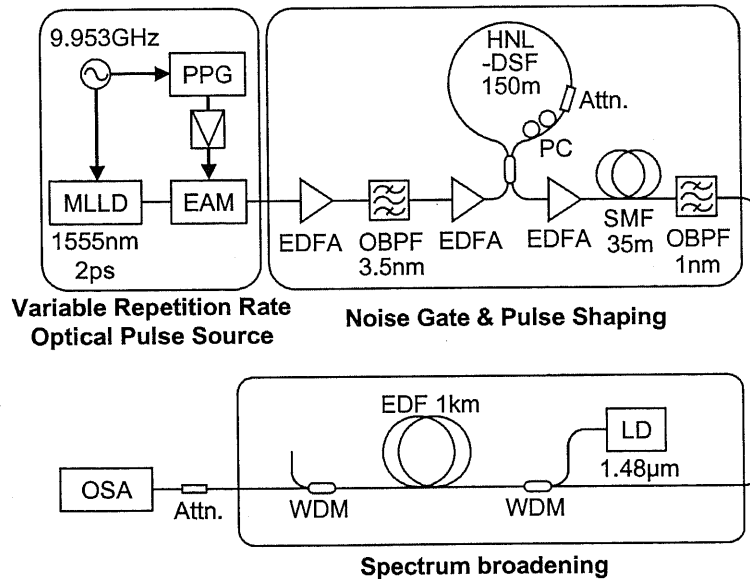 9.953GHz
PPG
MLLD
EAM
1555nm
2ps
Variable Repetition Rate
Optical Pulse Source
HNL
-DSF
150m
Attn.
PC
EDFA
OBPF
3.5nm
EDFA
EDFA
SMF
35m
OBPF
1nm
Noise Gate & Pulse Shaping
EDF 1km
LD
1.48µm
OSA
Attn.
WDM
WDM
Spectrum broadening